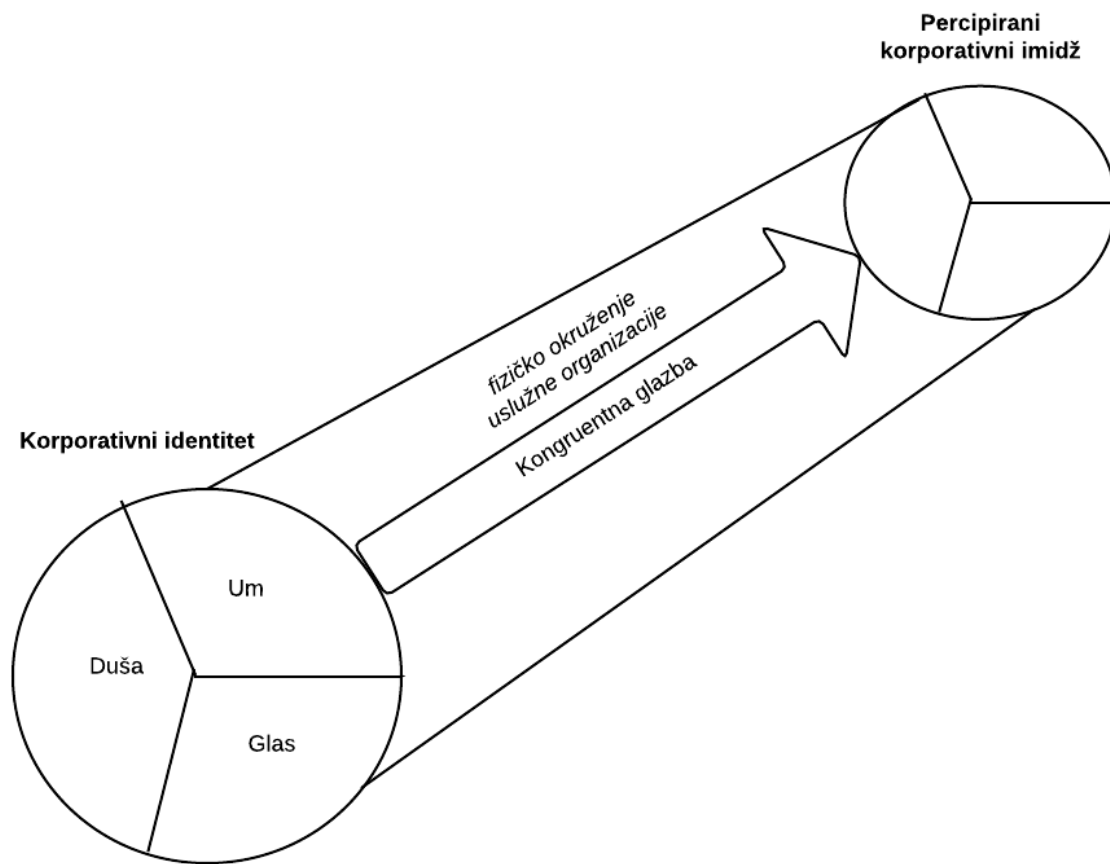 Percipirani
korporativni imidž
fizičko okruženje
uslužne organizacije
Kongruentna glazba
Korporativni identitet
Um
Duša
Glas